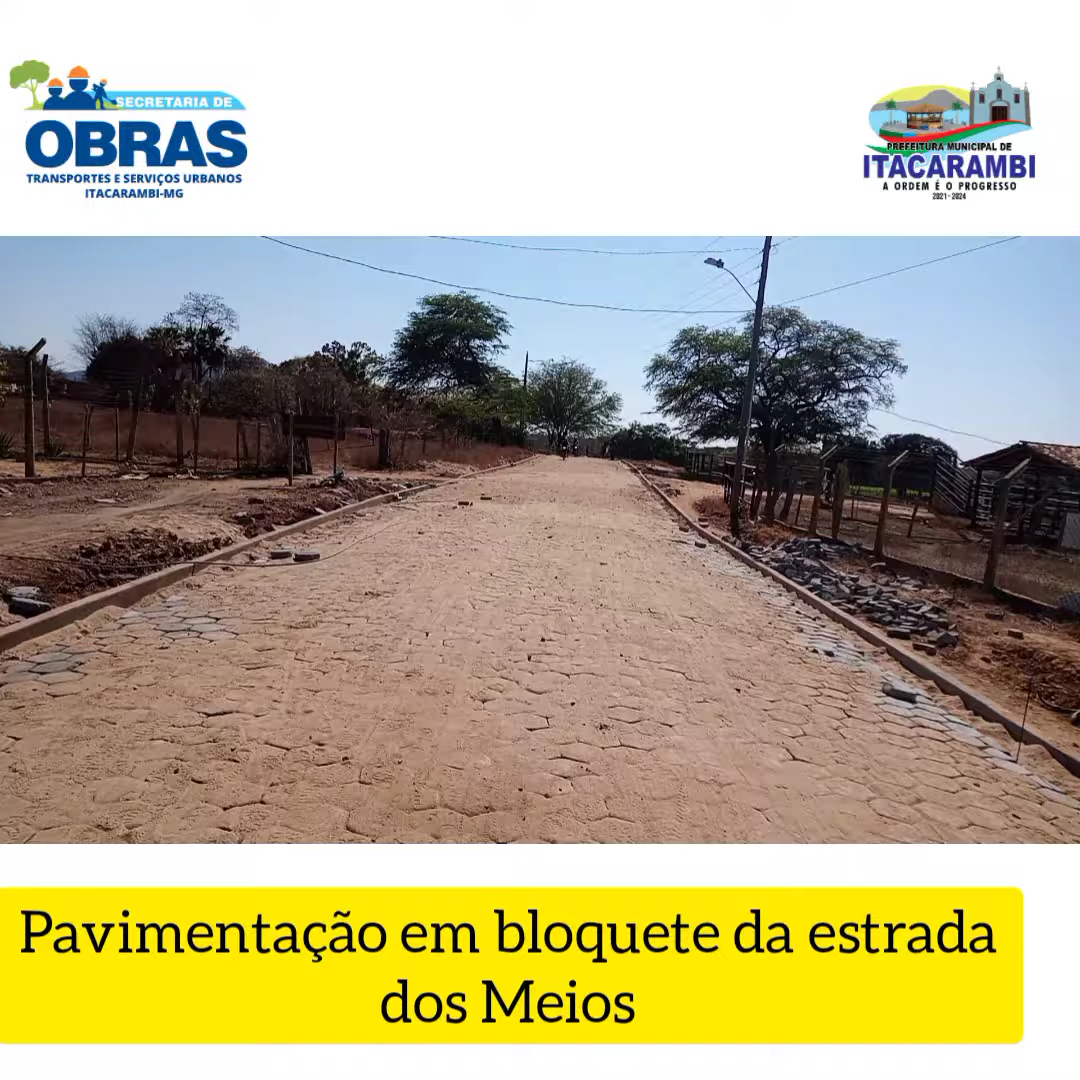 SECRETARIA DE
OBRAS
TRANSPORTES E SERVIÇOS URBANOS
ITACARAMBI-MG
PREFEITURA MUNICIPAL DE
ITACARAMBI
A ORDEM É O PROGRESSO
2021-2024
Pavimentação em bloquete da estrada
dos Meios